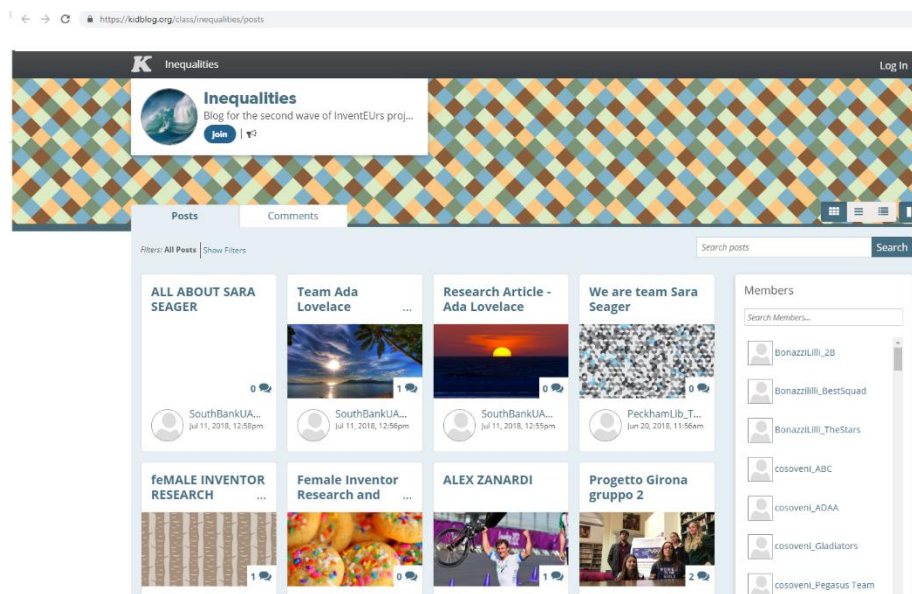 https://kidblog.org/class/inequalities/posts
K Inequalities
Log In
Inequalities
Blog for the second wave of InventEUrs proj...
Join
Posts
Comments
Filters: All Posts | Show Filters
Search posts
Search
ALL ABOUT SARA
SEAGER
0
SouthBankUA...
Jul 11, 2018, 12:58pm
Team Ada
Lovelace ...
1
SouthBankUA...
Jul 11, 2018, 12:56pm
Research Article -
Ada Lovelace
0
SouthBankUA...
Jul 11, 2018, 12:55pm
We are team Sara
Seager
0
PeckhamLib_T...
Jun 20, 2018, 11:56am
feMALE INVENTOR
RESEARCH ...
1
Female Inventor
Research and ...
0
ALEX ZANARDI
1
Progetto Girona
gruppo 2
2
Members
Search Members...
BonazziLilli_2B
Bonazzililli_BestSquad
BonazziLilli_TheStars
cosoveni_ABC
cosoveni_ADAA
cosoveni_Gladiators
cosoveni_Pegasus Team